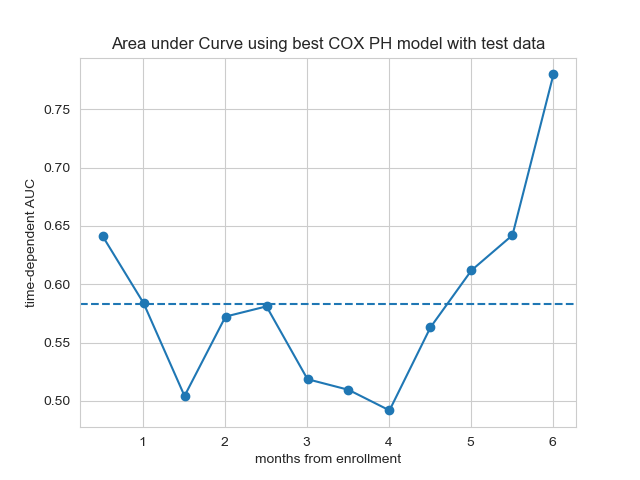 Area under Curve using best COX PH model with test data
time-dependent AUC
0.75
0.70
0.65
0.60
0.55
0.50
1 2 3 4 5 6
months from enrollment